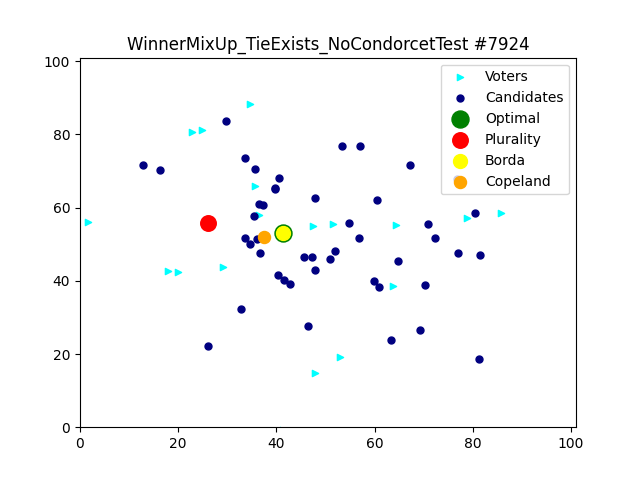 WinnerMixUp_TieExists_NoCondorcetTest #7924
100
80
60
40
20
0
0 20 40 60 80 100
Voters
Candidates
Optimal
Plurality
Borda
Copeland